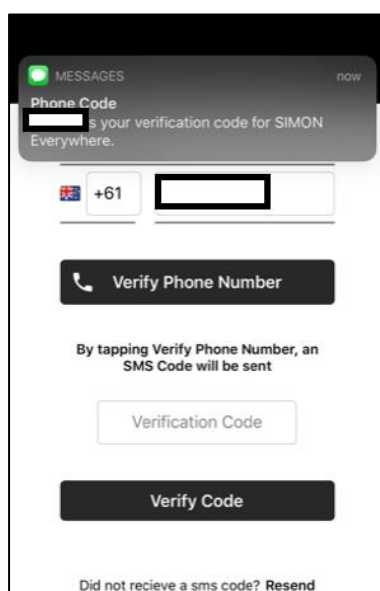 MESSAGES now
Phone Code
s your verification code for SIMON
Everywhere.
+61
Verify Phone Number
By tapping Verify Phone Number, an
SMS Code will be sent
Verification Code
Verify Code
Did not recieve a sms code? Resend